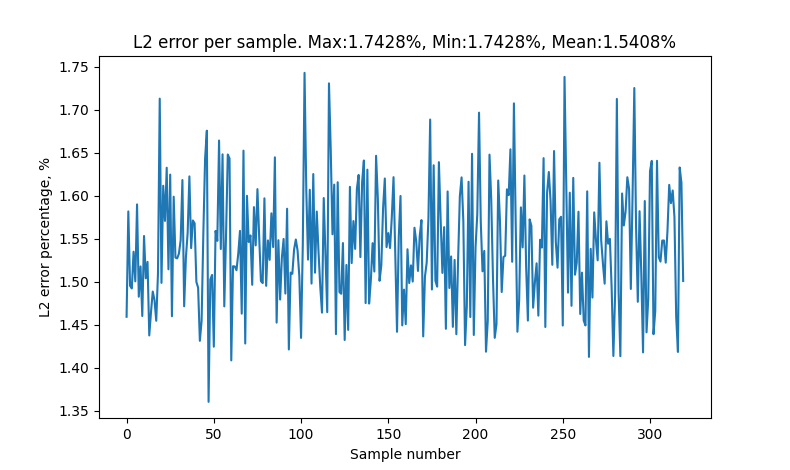 L2 error per sample. Max:1.7428%, Min:1.7428%, Mean:1.5408%
L2 error percentage, %
1.75
1.70
1.65
1.60
1.55
1.50
1.45
1.40
1.35
0 50 100 150 200 250 300
Sample number